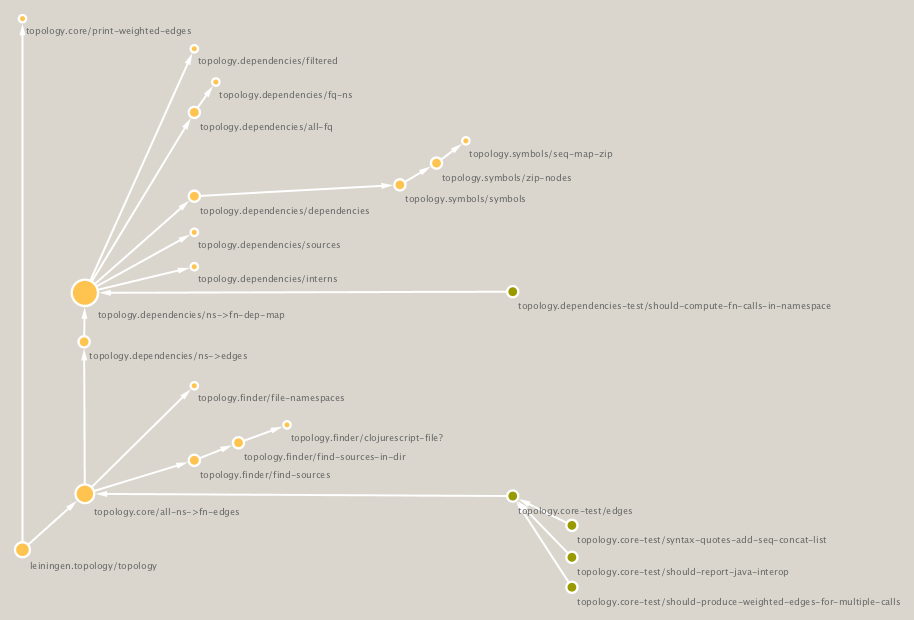 topology.core/print-weighted-edges
topology.dependencies/filtered
topology.dependencies/fq-ns
topology.dependencies/all-fq
topology.symbols/seq-map-zip
topology.symbols/zip-nodes
topology.symbols/symbols
topology.dependencies/dependencies
topology.dependencies/sources
topology.dependencies/interns
topology.dependencies-test/should-compute-fn-calls-in-namespace
topology.dependencies/ns->fn-dep-map
topology.dependencies/ns->edges
topology.finder/file-namespaces
topology.finder/clojurescript-file?
topology.finder/find-sources-in-dir
topology.finder/find-sources
topology.core/all-ns->fn-edges
topology.core-test/edges
topology.core-test/syntax-quotes-add-seq-concat-list
leiningen.topology/topology
topology.core-test/should-report-java-interop
topology.core-test/should-produce-weighted-edges-for-multiple-calls